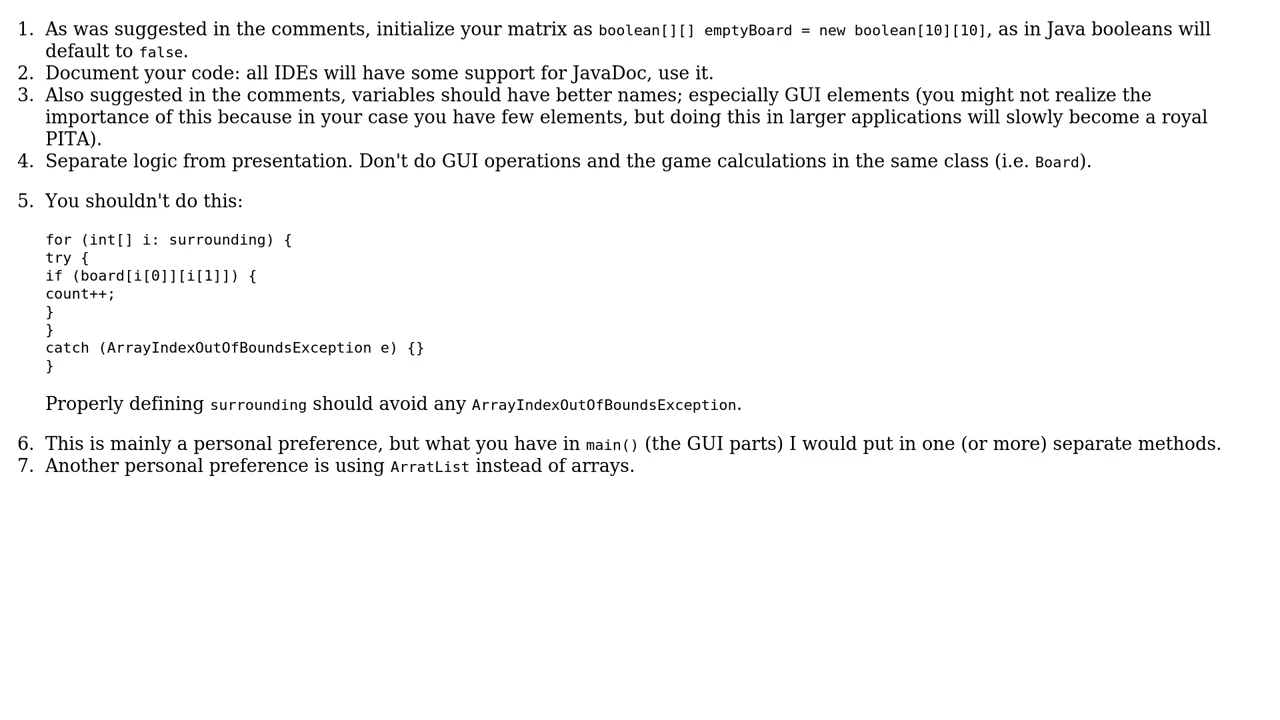 1. As was suggested in the comments, initialize your matrix as boolean[][] emptyBoard = new boolean[10][10], as in Java booleans will
default to false.
2. Document your code: all IDEs will have some support for JavaDoc, use it.
3. Also suggested in the comments, variables should have better names; especially GUI elements (you might not realize the
importance of this because in your case you have few elements, but doing this in larger applications will slowly become a royal
PITA).
4. Separate logic from presentation. Don't do GUI operations and the game calculations in the same class (i.e. Board).
5. You shouldn't do this:
for (int[] i: surrounding) {
try {
if (board[i[0]][i[1]]) {
count++;
}
}
catch (ArrayIndexOutOfBoundsException e) {}
}
Properly defining surrounding should avoid any ArrayIndexOutOfBoundsException.
6. This is mainly a personal preference, but what you have in main() (the GUI parts) I would put in one (or more) separate methods.
7. Another personal preference is using ArratList instead of arrays.